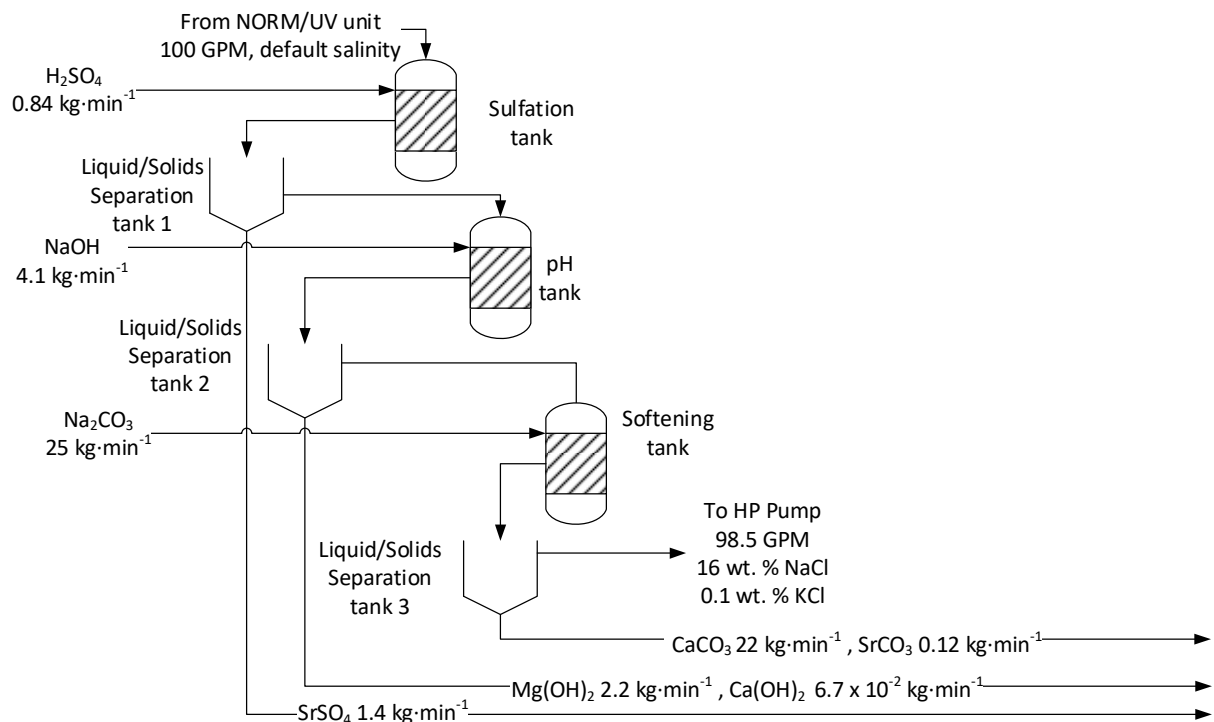 From NORM/UV unit
100 GPM, default salinity
H₂SO₄
0.84 kg·min⁻¹
Sulfation
tank
Liquid/Solids
Separation
tank 1
NaOH
4.1 kg·min⁻¹
pH
tank
Liquid/Solids
Separation
tank 2
Na₂CO₃
25 kg·min⁻¹
Softening
tank
Liquid/Solids
Separation
tank 3
To HP Pump
98.5 GPM
16 wt. % NaCl
0.1 wt. % KCl
CaCO₃ 22 kg·min⁻¹ , SrCO₃ 0.12 kg·min⁻¹
Mg(OH)₂ 2.2 kg·min⁻¹ , Ca(OH)₂ 6.7 x 10⁻² kg·min⁻¹
SrSO₄ 1.4 kg·min⁻¹